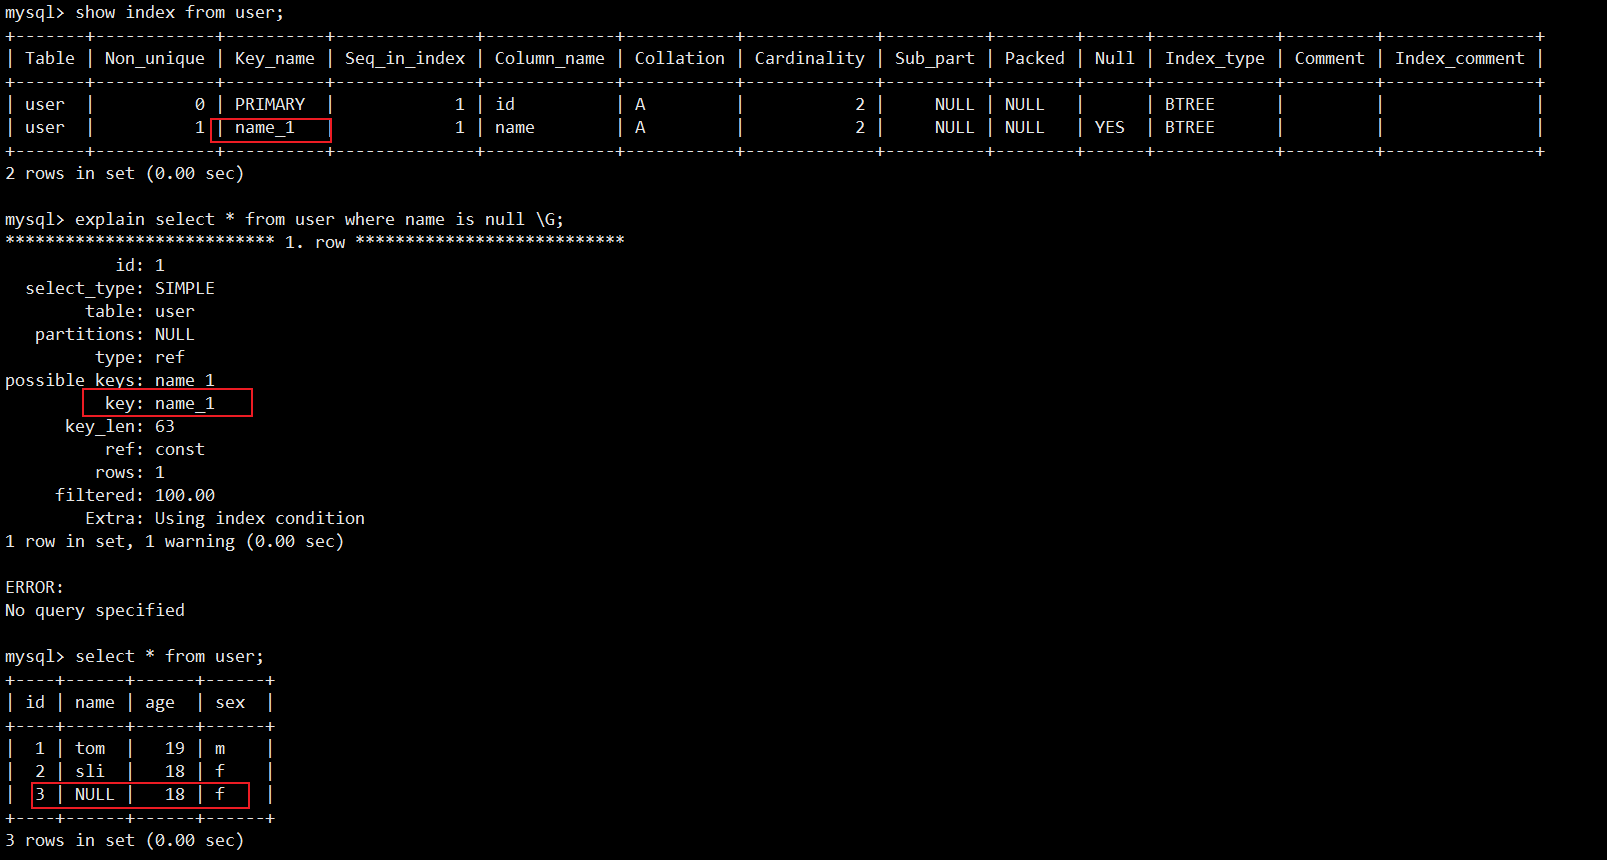 mysql> show index from user;
+-------+------------+----------+--------------+-------------+-----------+-------------+----------+--------+------+------------+---------+---------------+
| Table | Non_unique | Key_name | Seq_in_index | Column_name | Collation | Cardinality | Sub_part | Packed | Null | Index_type | Comment | Index_comment |
+-------+------------+----------+--------------+-------------+-----------+-------------+----------+--------+------+------------+---------+---------------+
| user  |          0 | PRIMARY  |            1 | id          | A         |           2 |     NULL | NULL   |      | BTREE      |         |               |
| user  |          1 | name_1   |            1 | name        | A         |           2 |     NULL | NULL   | YES  | BTREE      |         |               |
+-------+------------+----------+--------------+-------------+-----------+-------------+----------+--------+------+------------+---------+---------------+
2 rows in set (0.00 sec)
mysql> explain select * from user where name is null \G;
*************************** 1. row ***************************
           id: 1
  select_type: SIMPLE
        table: user
   partitions: NULL
         type: ref
possible_keys: name_1
          key: name_1
      key_len: 63
          ref: const
         rows: 1
     filtered: 100.00
        Extra: Using index condition
1 row in set, 1 warning (0.00 sec)
ERROR:
No query specified
mysql> select * from user;
+----+------+------+------+
| id | name | age  | sex  |
+----+------+------+------+
|  1 | tom  |   19 | m    |
|  2 | sli  |   18 | f    |
|  3 | NULL |   18 | f    |
+----+------+------+------+
3 rows in set (0.00 sec)